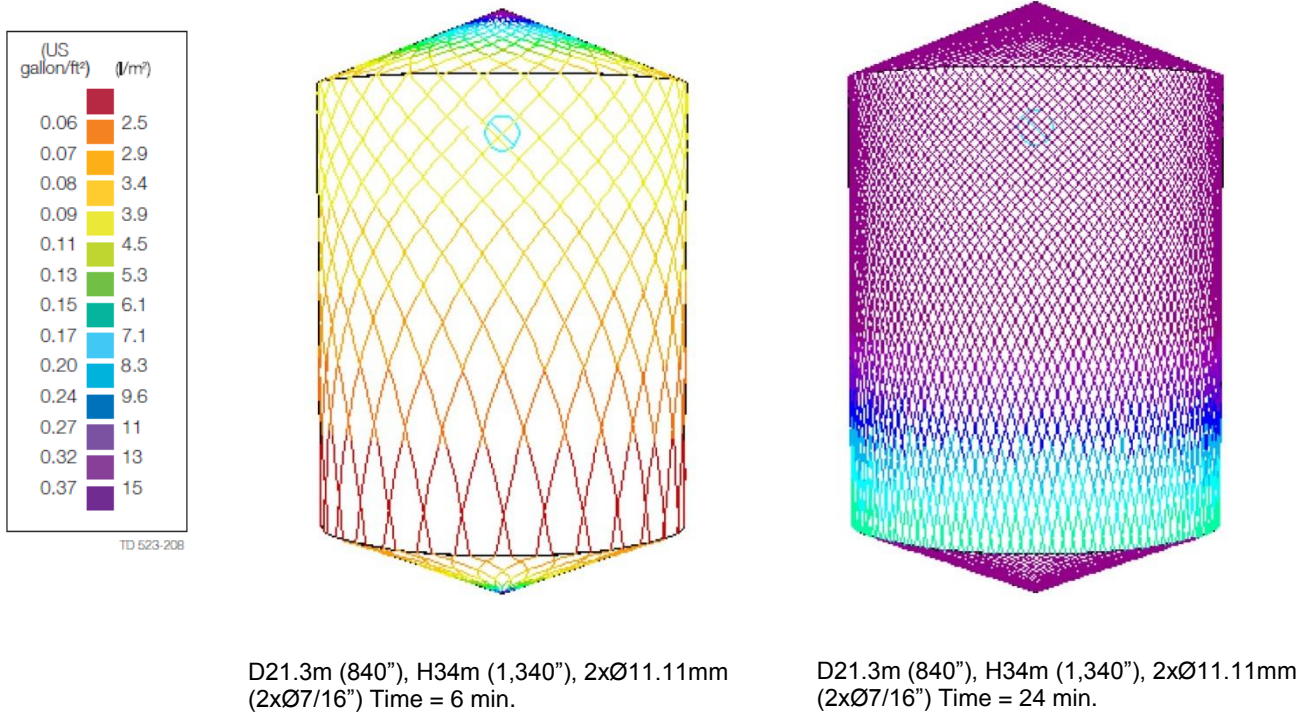 (US
gallon/ft²) (l/m²)
0.06 2.5
0.07 2.9
0.08 3.4
0.09 3.9
0.11 4.5
0.13 5.3
0.15 6.1
0.17 7.1
0.20 8.3
0.24 9.6
0.27 11
0.32 13
0.37 15
TD 523-208
D21.3m (840”), H34m (1,340”), 2xØ11.11mm
(2xØ7/16”) Time = 6 min.
D21.3m (840”), H34m (1,340”), 2xØ11.11mm
(2xØ7/16”) Time = 24 min.